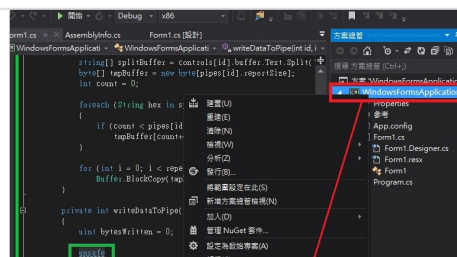 開始 Debug x86
orm1.cs AssemblyInfo.cs Form1.cs [設計] 方案總管
WindowsFormsApplicati WindowsFormsApplicati writeDataToPipe(int id, i
搜尋 方案總管 (Ctrl+;)
string[] splitBuffer = controls[id].buffer.Text.Split(
byte[] tmpBuffer = new byte[pipes[id].reportSize];
int count = 0;
方案 'WindowsFormsApplication
WindowsFormsApplication
foreach (String hex in s
{
if (count < pipes[id
tmpBuffer[count+
}
for (int i = 0; i < repe
Buffer.BlockCopy(tmp
}
private int writeDataToPipe(
{
uint bytesWritten = 0;
unsafe
建置(U)
重建(E)
清除(N)
檢視(W)
分析(Z)
發行(B)...
將範圍設定在此(S)
新增方案總管檢視(N)
加入(D)
管理 NuGet 套件...
設定為啟始專案(A)
Properties
參考
App.config
Form1.cs
Form1.Designer.cs
Form1.resx
Form1
Program.cs